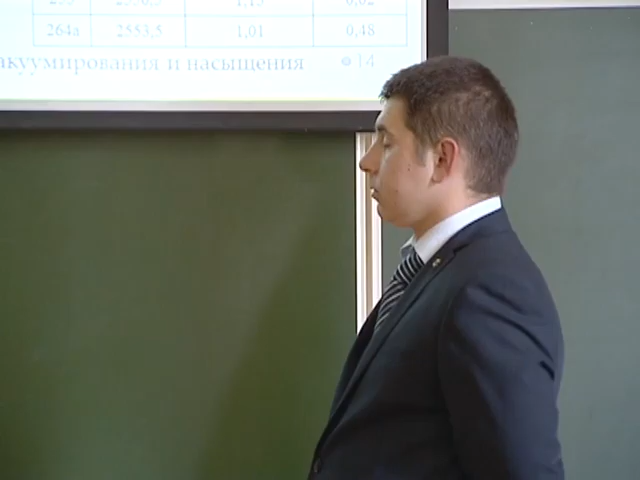 264а 2553,5 1,01 0,48
акуумирования и насыщения 14